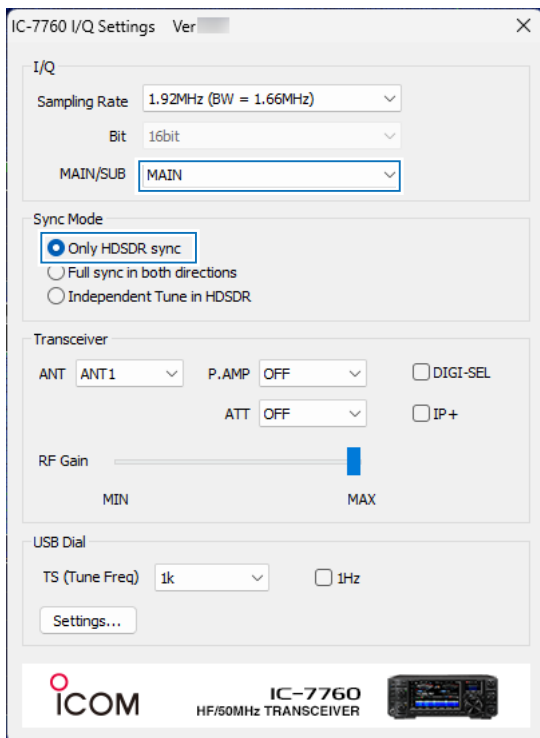 IC-7760 I/Q Settings Ver
I/Q
Sampling Rate 1.92MHz (BW = 1.66MHz)
Bit 16bit
MAIN/SUB MAIN
Sync Mode
Only HDSDR sync
Full sync in both directions
Independent Tune in HDSDR
Transceiver
ANT ANT1 P.AMP OFF DIGI-SEL
ATT OFF IP+
RF Gain
MIN MAX
USB Dial
TS (Tune Freq) 1k 1Hz
Settings...
ICOM IC-7760
HF/50MHz TRANSCEIVER